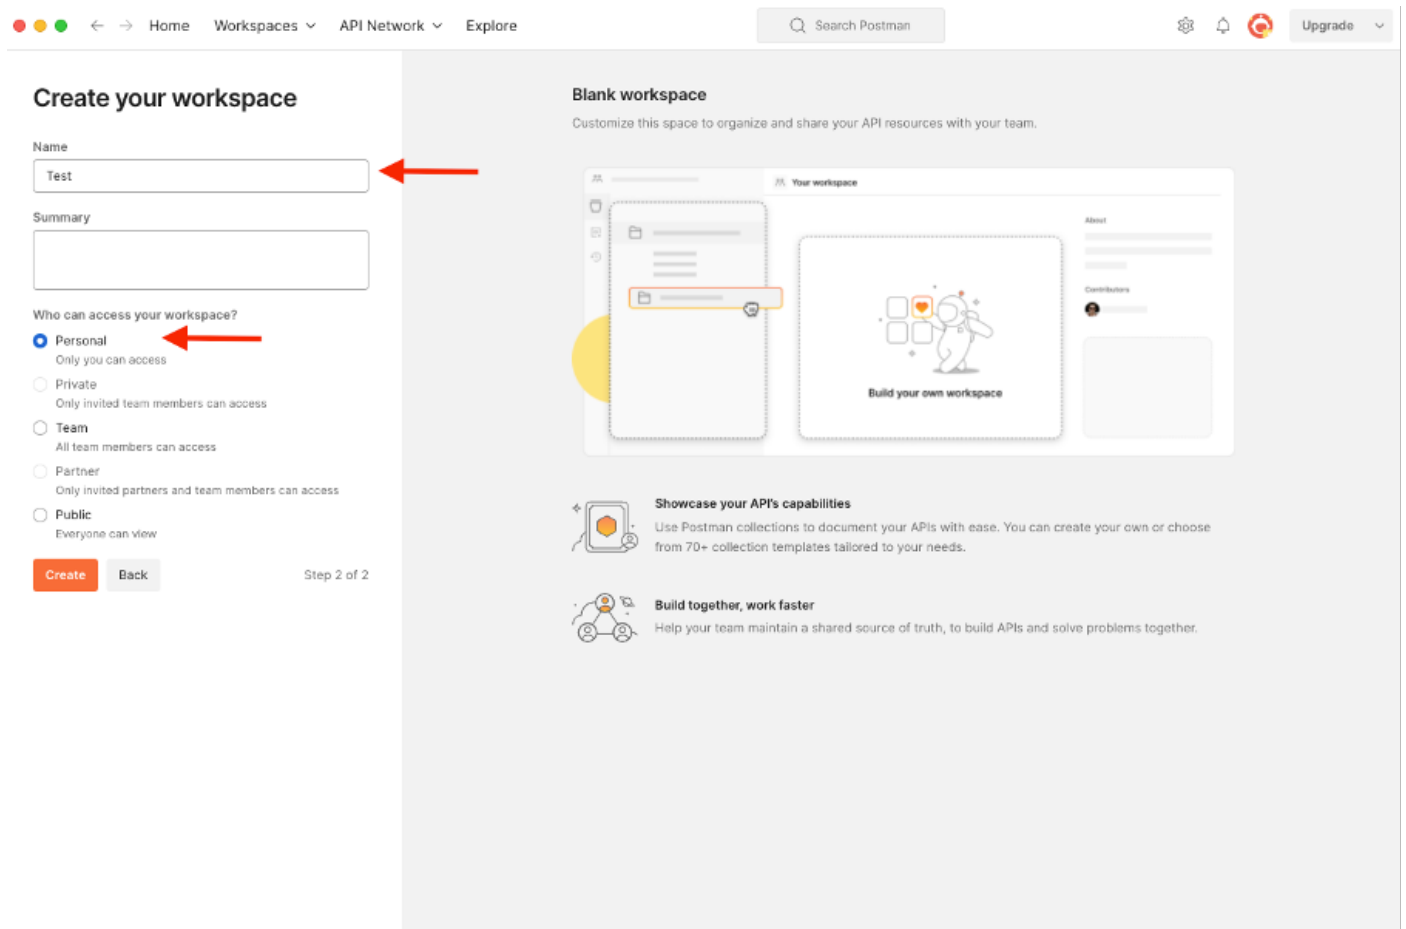 Home Workspaces API Network Explore Search Postman Upgrade
Create your workspace
Name
Test
Summary
Who can access your workspace?
Personal
Only you can access
Private
Only invited team members can access
Team
All team members can access
Partner
Only invited partners and team members can access
Public
Everyone can view
Create Back Step 2 of 2
Blank workspace
Customize this space to organize and share your API resources with your team.
Your workspace
About
Contributors
Build your own workspace
Showcase your API's capabilities
Use Postman collections to document your APIs with ease. You can create your own or choose
from 70+ collection templates tailored to your needs.
Build together, work faster
Help your team maintain a shared source of truth, to build APIs and solve problems together.